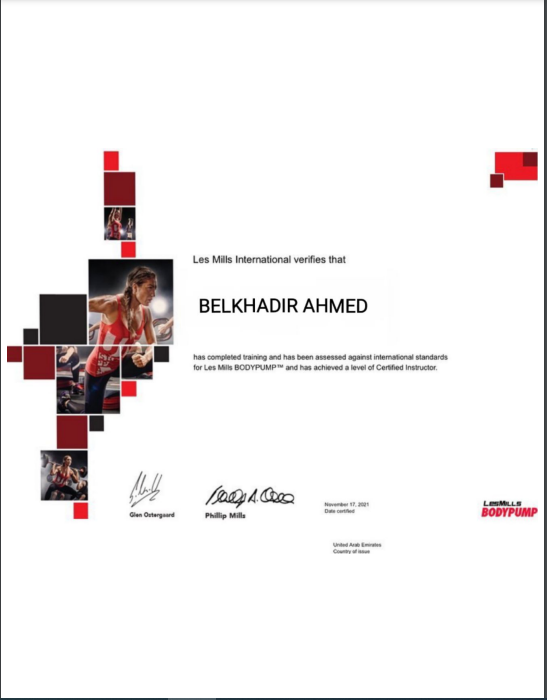 Les Mills International verifies that
BELKHADIR AHMED
has completed training and has been assessed against international standards
for Les Mills BODYPUMP™ and has achieved a level of Certified Instructor.
Glen Ostergaard
Phillip Mills
November 17, 2021
Date certified
United Arab Emirates
Country of issue
LesMILLS
BODYPUMP